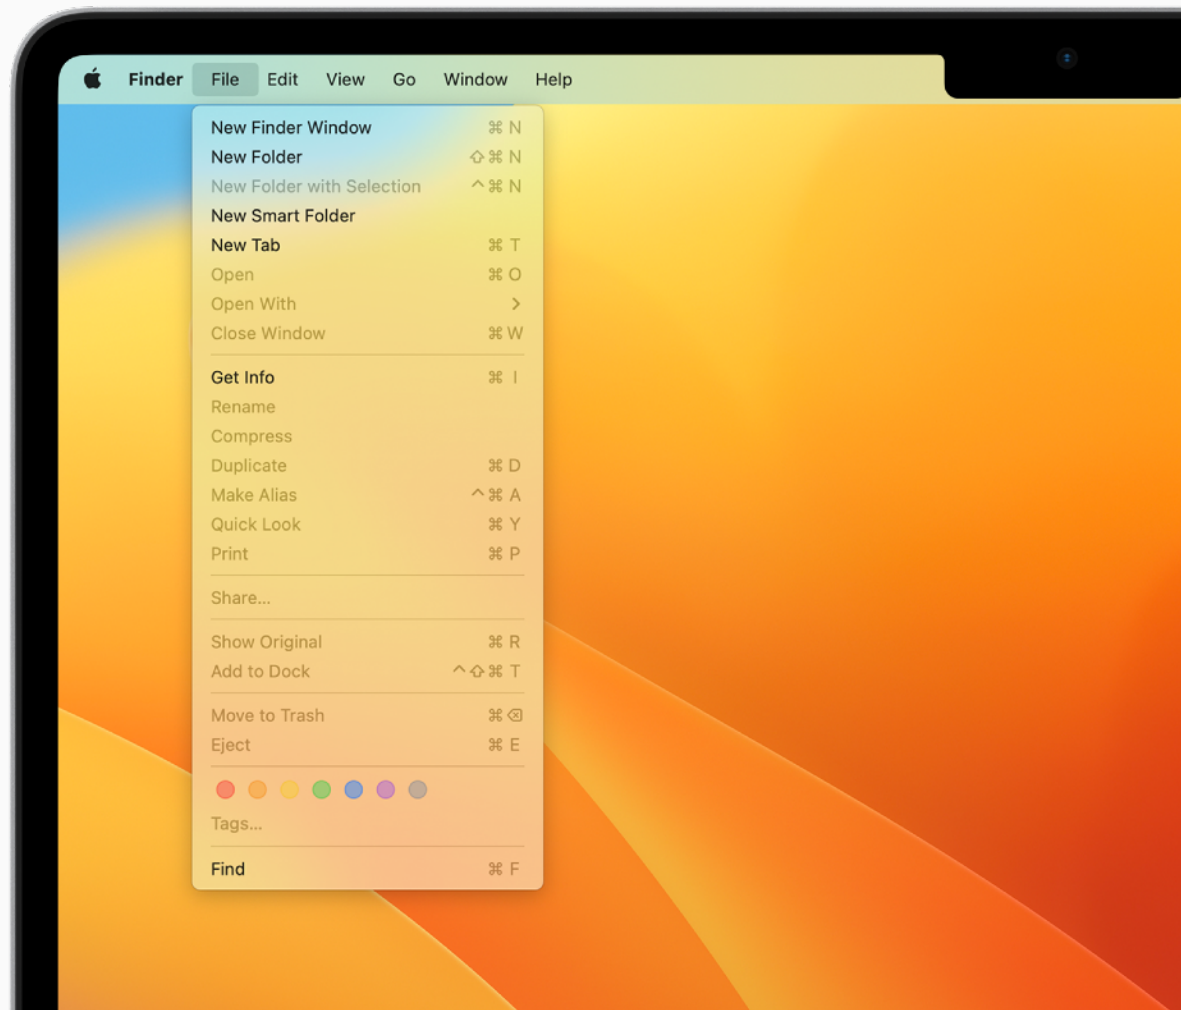 Finder File Edit View Go Window Help
New Finder Window ⌘ N
New Folder ⇧ ⌘ N
New Folder with Selection ^ ⌘ N
New Smart Folder
New Tab ⌘ T
Open ⌘ O
Open With >
Close Window ⌘ W
Get Info ⌘ I
Rename
Compress
Duplicate ⌘ D
Make Alias ^ ⌘ A
Quick Look ⌘ Y
Print ⌘ P
Share...
Show Original ⌘ R
Add to Dock ^ ⇧ ⌘ T
Move to Trash ⌘ ⌫
Eject ⌘ E
Tags...
Find ⌘ F